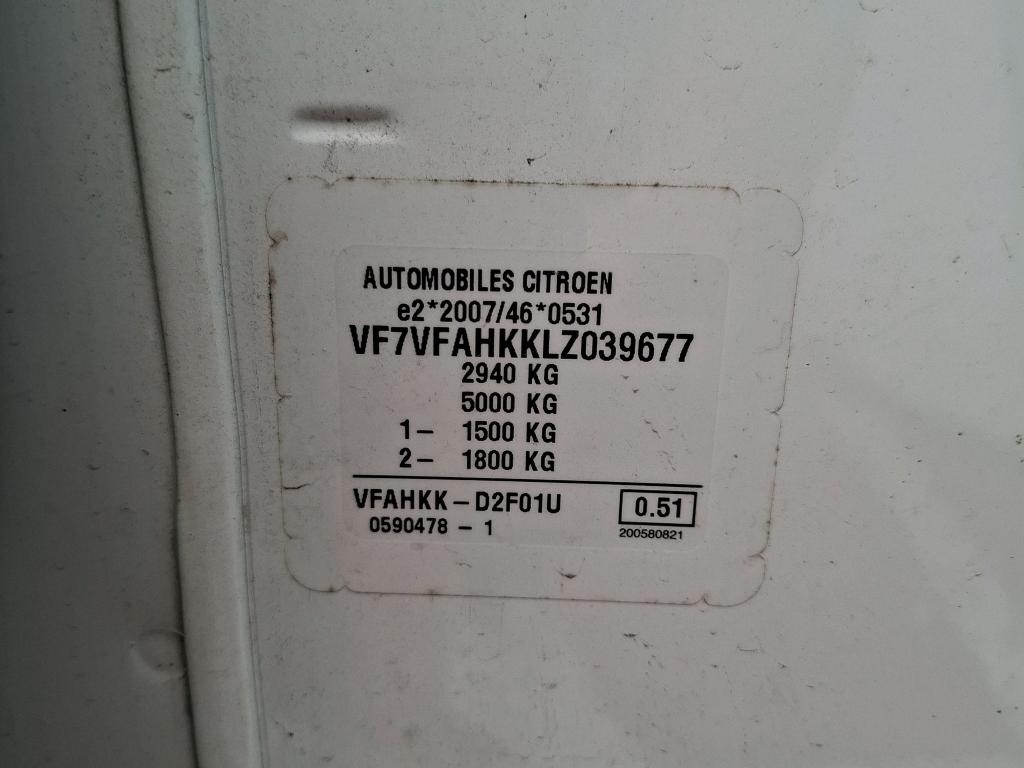 AUTOMOBILES CITROEN
e2*2007/46*0531
VF7VFAHKKLZ039677
2940 KG
5000 KG
1– 1500 KG
2– 1800 KG
VFAHKK – D2F01U
0.51
0590478 – 1
200580821